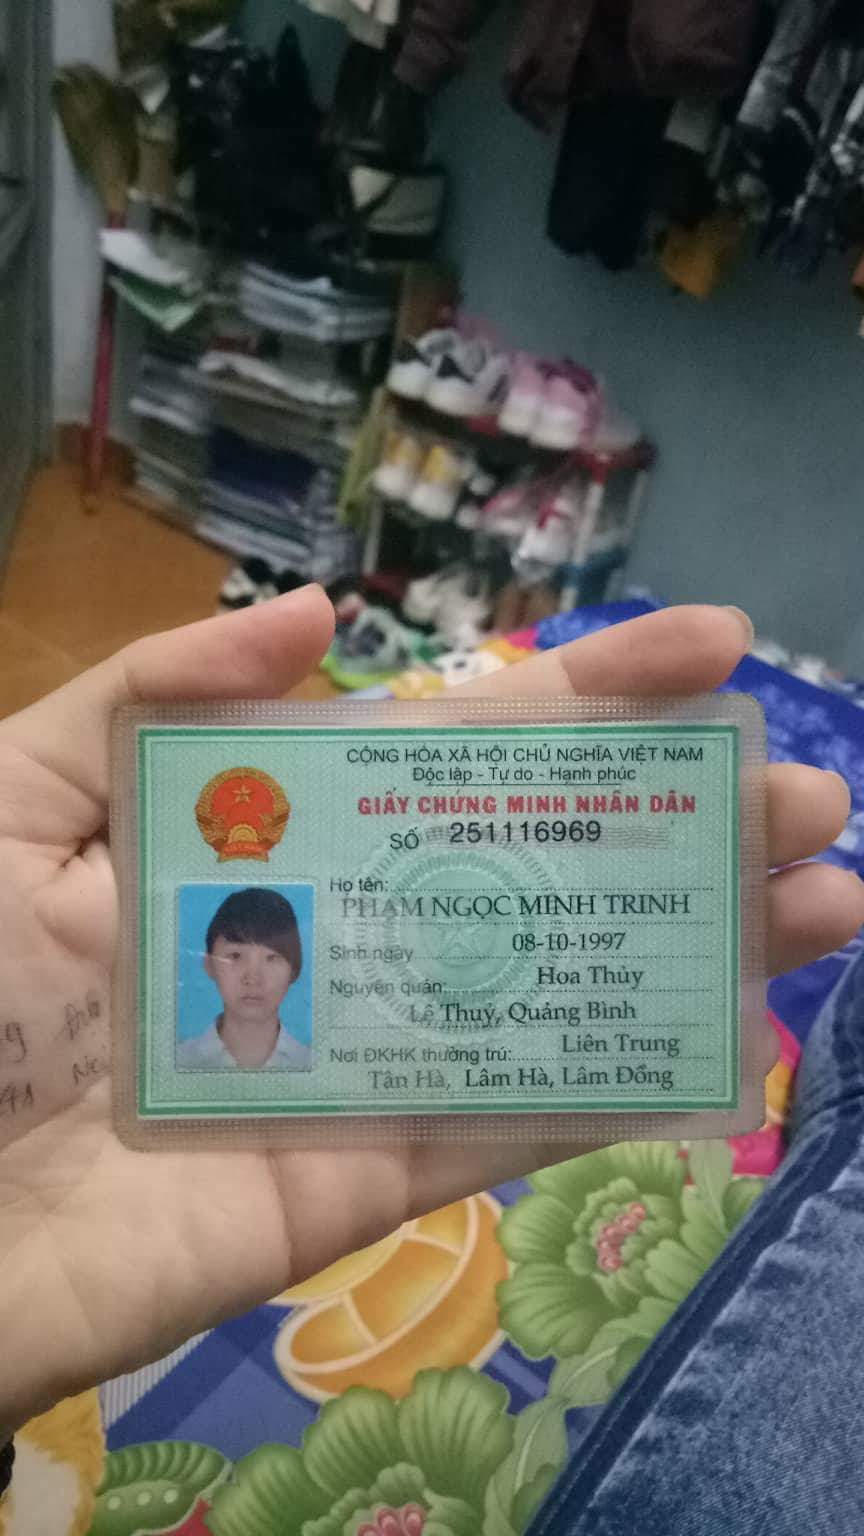 CỘNG HÒA XÃ HỘI CHỦ NGHĨA VIỆT NAM
Độc lập - Tự do - Hạnh phúc
GIẤY CHỨNG MINH NHÂN DÂN
SỐ 251116969
Họ tên:
PHẠM NGỌC MINH TRINH
Sinh ngày 08-10-1997
Nguyên quán: Hoa Thủy
Lê Thuỷ, Quảng Bình
Nơi ĐKHK thường trú: Liên Trung
Tân Hà, Lâm Hà, Lâm Đồng